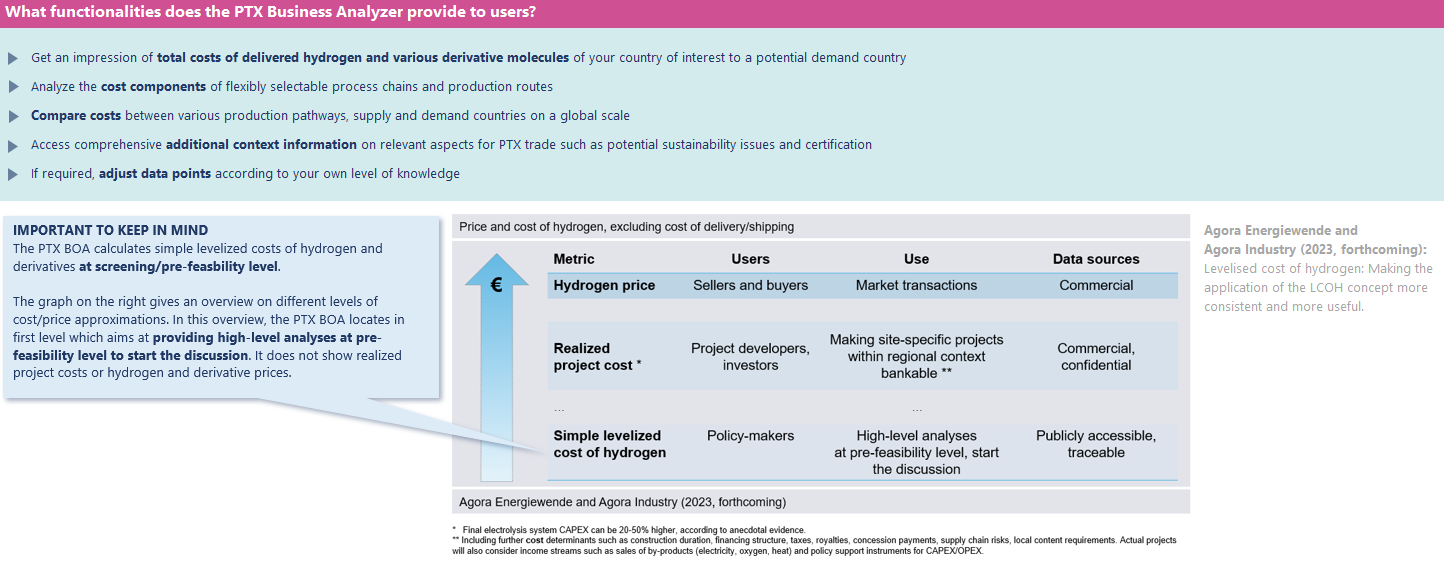 What functionalities does the PTX Business Analyzer provide to users?
Get an impression of total costs of delivered hydrogen and various derivative molecules of your country of interest to a potential demand country
Analyze the cost components of flexibly selectable process chains and production routes
Compare costs between various production pathways, supply and demand countries on a global scale
Access comprehensive additional context information on relevant aspects for PTX trade such as potential sustainability issues and certification
If required, adjust data points according to your own level of knowledge
IMPORTANT TO KEEP IN MIND
The PTX BOA calculates simple levelized costs of hydrogen and
derivatives at screening/pre-feasbility level.
The graph on the right gives an overview on different levels of
cost/price approximations. In this overview, the PTX BOA locates in
first level which aims at providing high-level analyses at pre-
feasibility level to start the discussion. It does not show realized
project costs or hydrogen and derivative prices.
Price and cost of hydrogen, excluding cost of delivery/shipping
€
Metric Users Use Data sources
Hydrogen price Sellers and buyers Market transactions Commercial
Realized
project cost *
Project developers,
investors
Making site-specific projects
within regional context
bankable **
Commercial,
confidential
... ...
Simple levelized
cost of hydrogen
Policy-makers
High-level analyses
at pre-feasibility level, start
the discussion
Publicly accessible,
traceable
Agora Energiewende and Agora Industry (2023, forthcoming)
* Final electrolysis system CAPEX can be 20-50% higher, according to anecdotal evidence.
** Including further cost determinants such as construction duration, financing structure, taxes, royalties, concession payments, supply chain risks, local content requirements. Actual projects
will also consider income streams such as sales of by-products (electricity, oxygen, heat) and policy support instruments for CAPEX/OPEX.
Agora Energiewende and
Agora Industry (2023, forthcoming):
Levelised cost of hydrogen: Making the
application of the LCOH concept more
consistent and more useful.